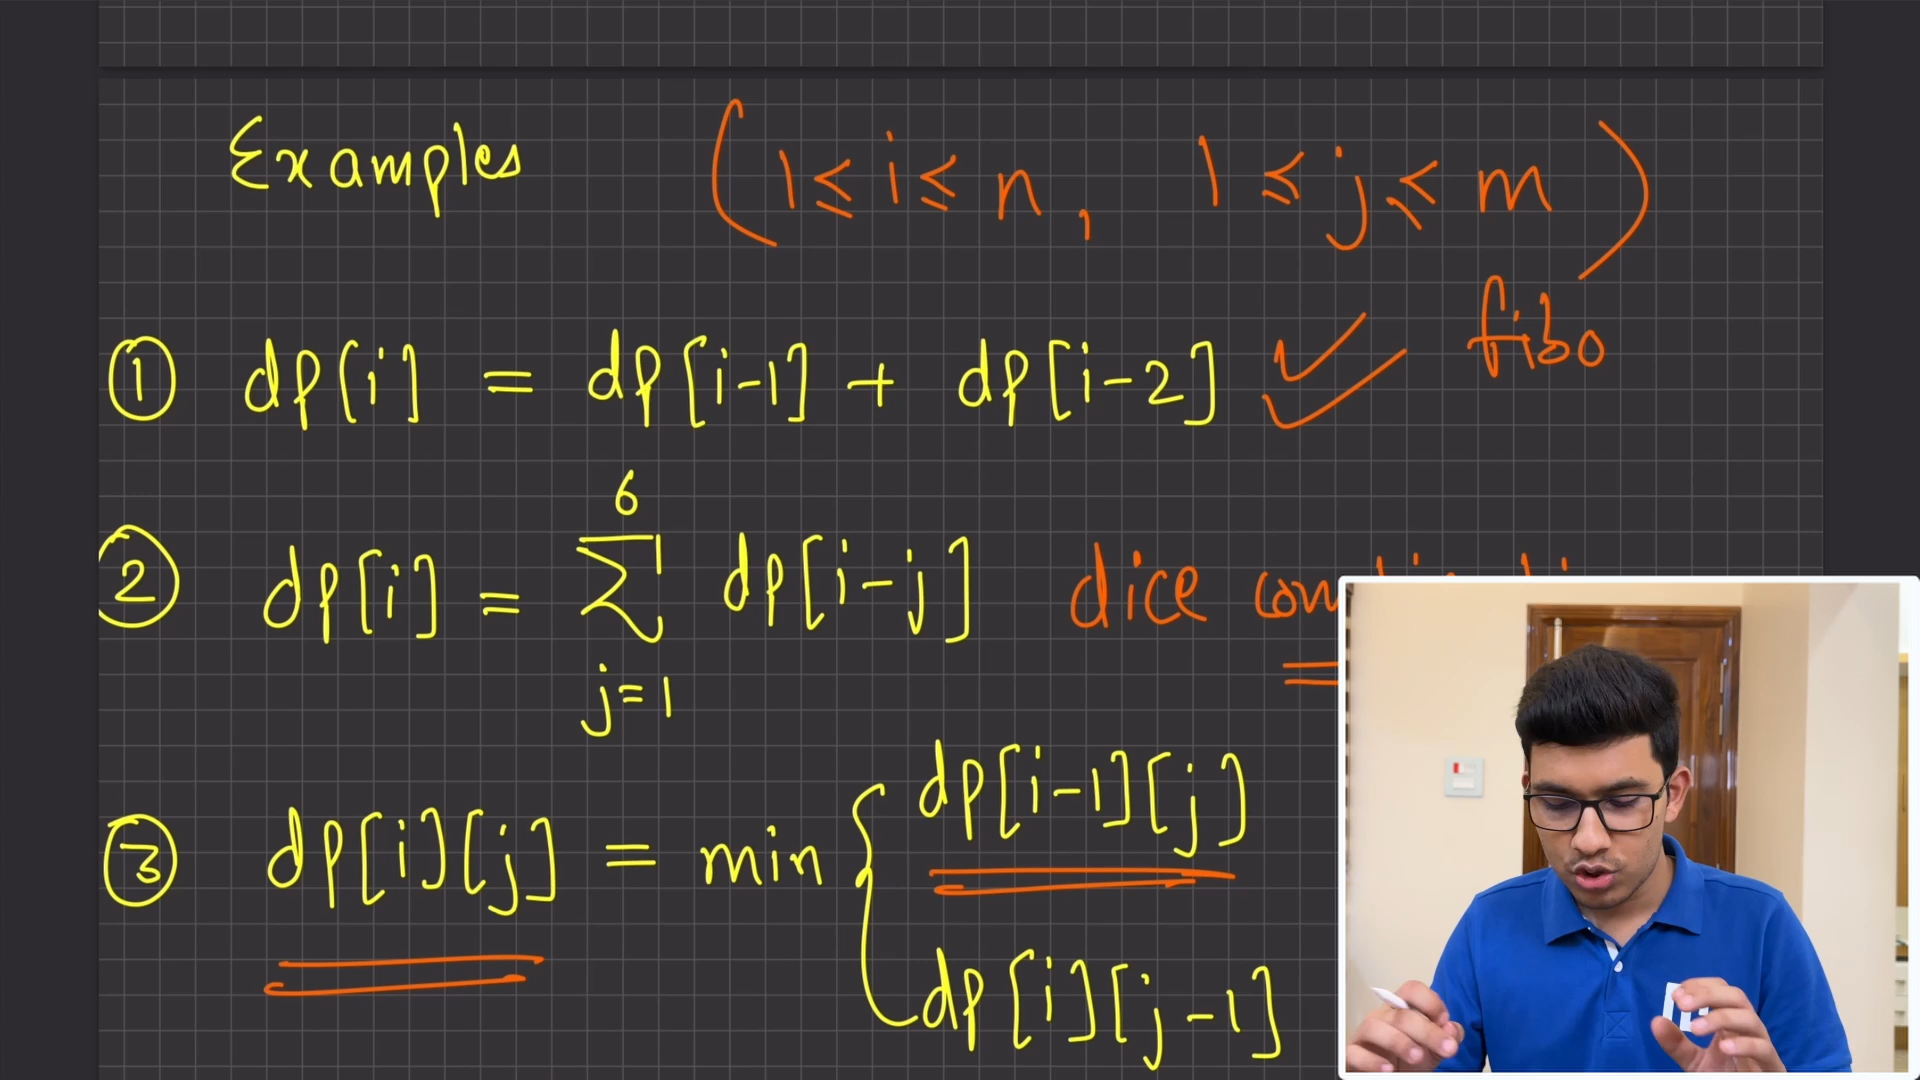 Examples (1 ≤ i ≤ n, 1 ≤ j ≤ m)
① dp[i] = dp[i-1] + dp[i-2] ✓✓ fibo
6
② dp[i] = ∑ dp[i-j] dice
j=1
③ dp[i][j] = min { dp[i-1][j]
dp[i][j-1]